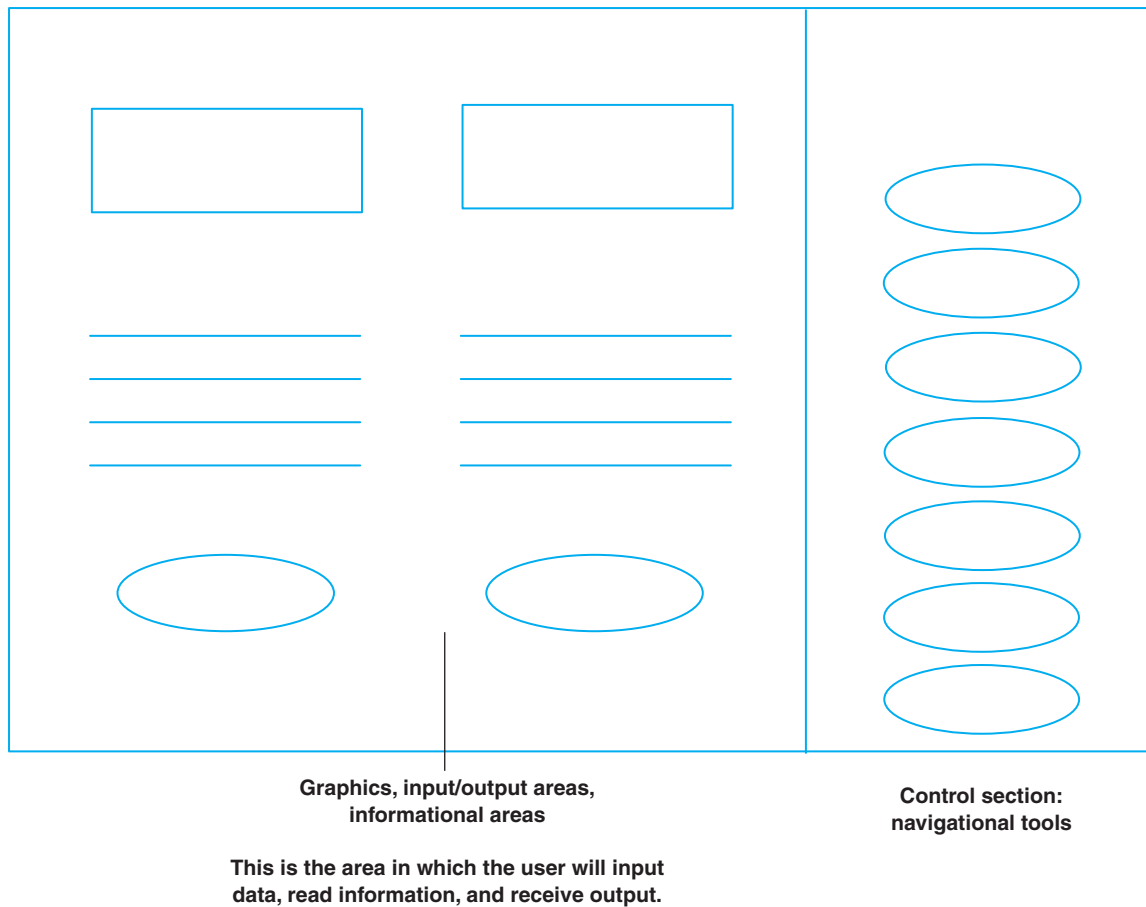 Graphics, input/output areas,
informational areas
This is the area in which the user will input
data, read information, and receive output.
Control section:
navigational tools